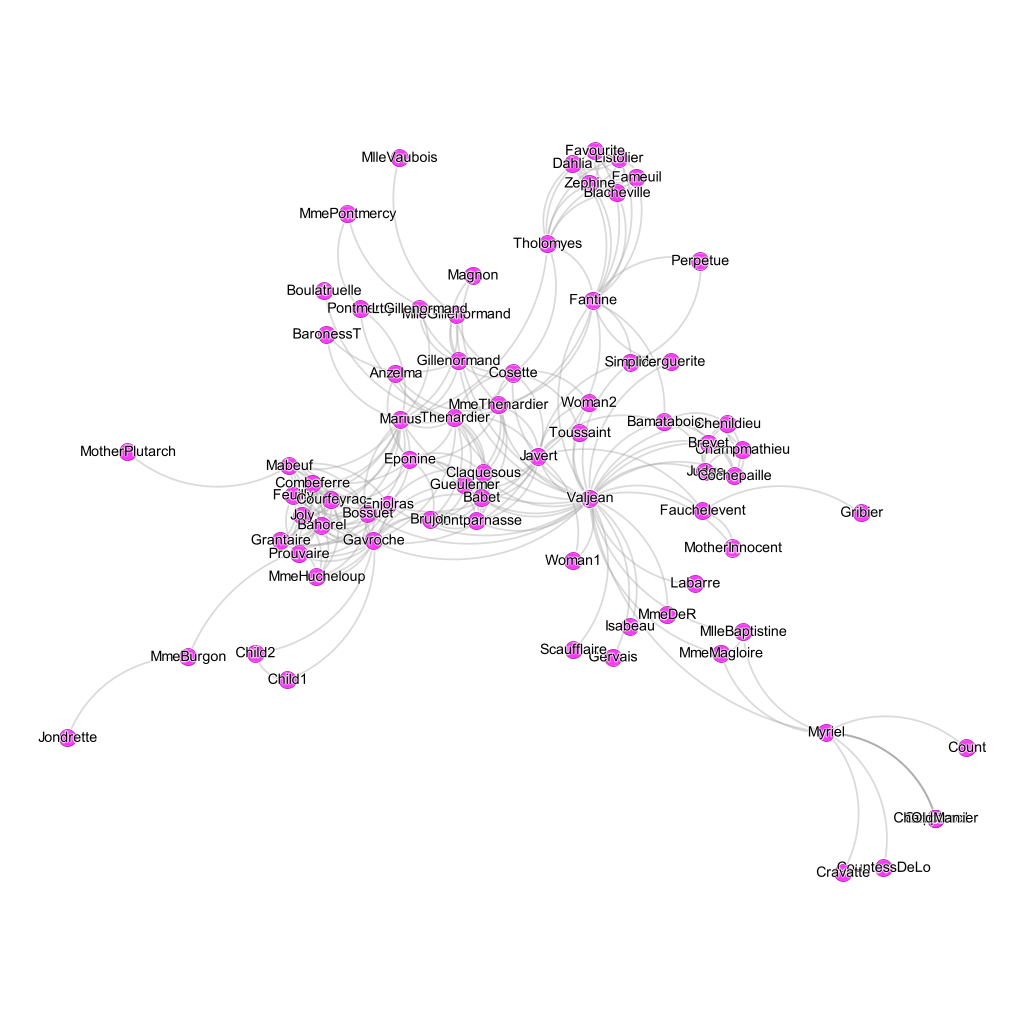 Favourite
MlleVaubois
Listolier
Dahlia
Fameuil
Zephine
Blacheville
MmePontmercy
Tholomyes
Perpetue
Magnon
Boulatruelle
Fantine
Pontmercy
LtGillenormand
MlleGillenormand
BaronessT
Gillenormand
Simplice
Marguerite
Anzelma
Cosette
Woman2
MmeThenardier
Marius
Thenardier
Bamatabois
Chenildieu
Toussaint
Brevet
Champmathieu
MotherPlutarch
Javert
Eponine
Mabeuf
Claquesous
Judge
Cochepaille
Combeferre
Gueulemer
Feuilly
Courfeyrac
Babet
Valjean
Enjolras
Bossuet
Fauchelevent
Gribier
Joly
Bahorel
Brujon
Montparnasse
Grantaire
Gavroche
Prouvaire
MotherInnocent
Woman1
MmeHucheloup
Labarre
MmeDeR
Isabeau
MlleBaptistine
Scaufflaire
Gervais
MmeMagloire
MmeBurgon
Child2
Child1
Myriel
Jondrette
Count
OldMan
CountessDeLo
Cravatte